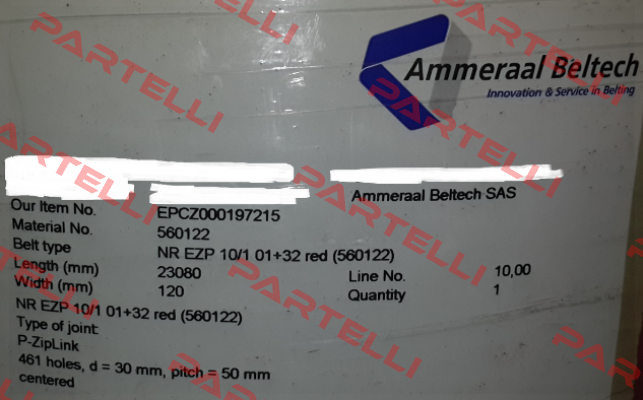 Ammeraal Beltech
Innovation & Service in Belting
Ammeraal Beltech SAS
Our Item No. EPCZ000197215
Material No. 560122
Belt type NR EZP 10/1 01+32 red (560122)
Length (mm) 23080 Line No. 10,00
Width (mm) 120 Quantity 1
NR EZP 10/1 01+32 red (560122)
Type of joint:
P-ZipLink
461 holes, d = 30 mm, pitch = 50 mm
centered
PARTELLI
PARTELLI
PARTELLI
PARTELLI
PARTELLI
PARTELLI